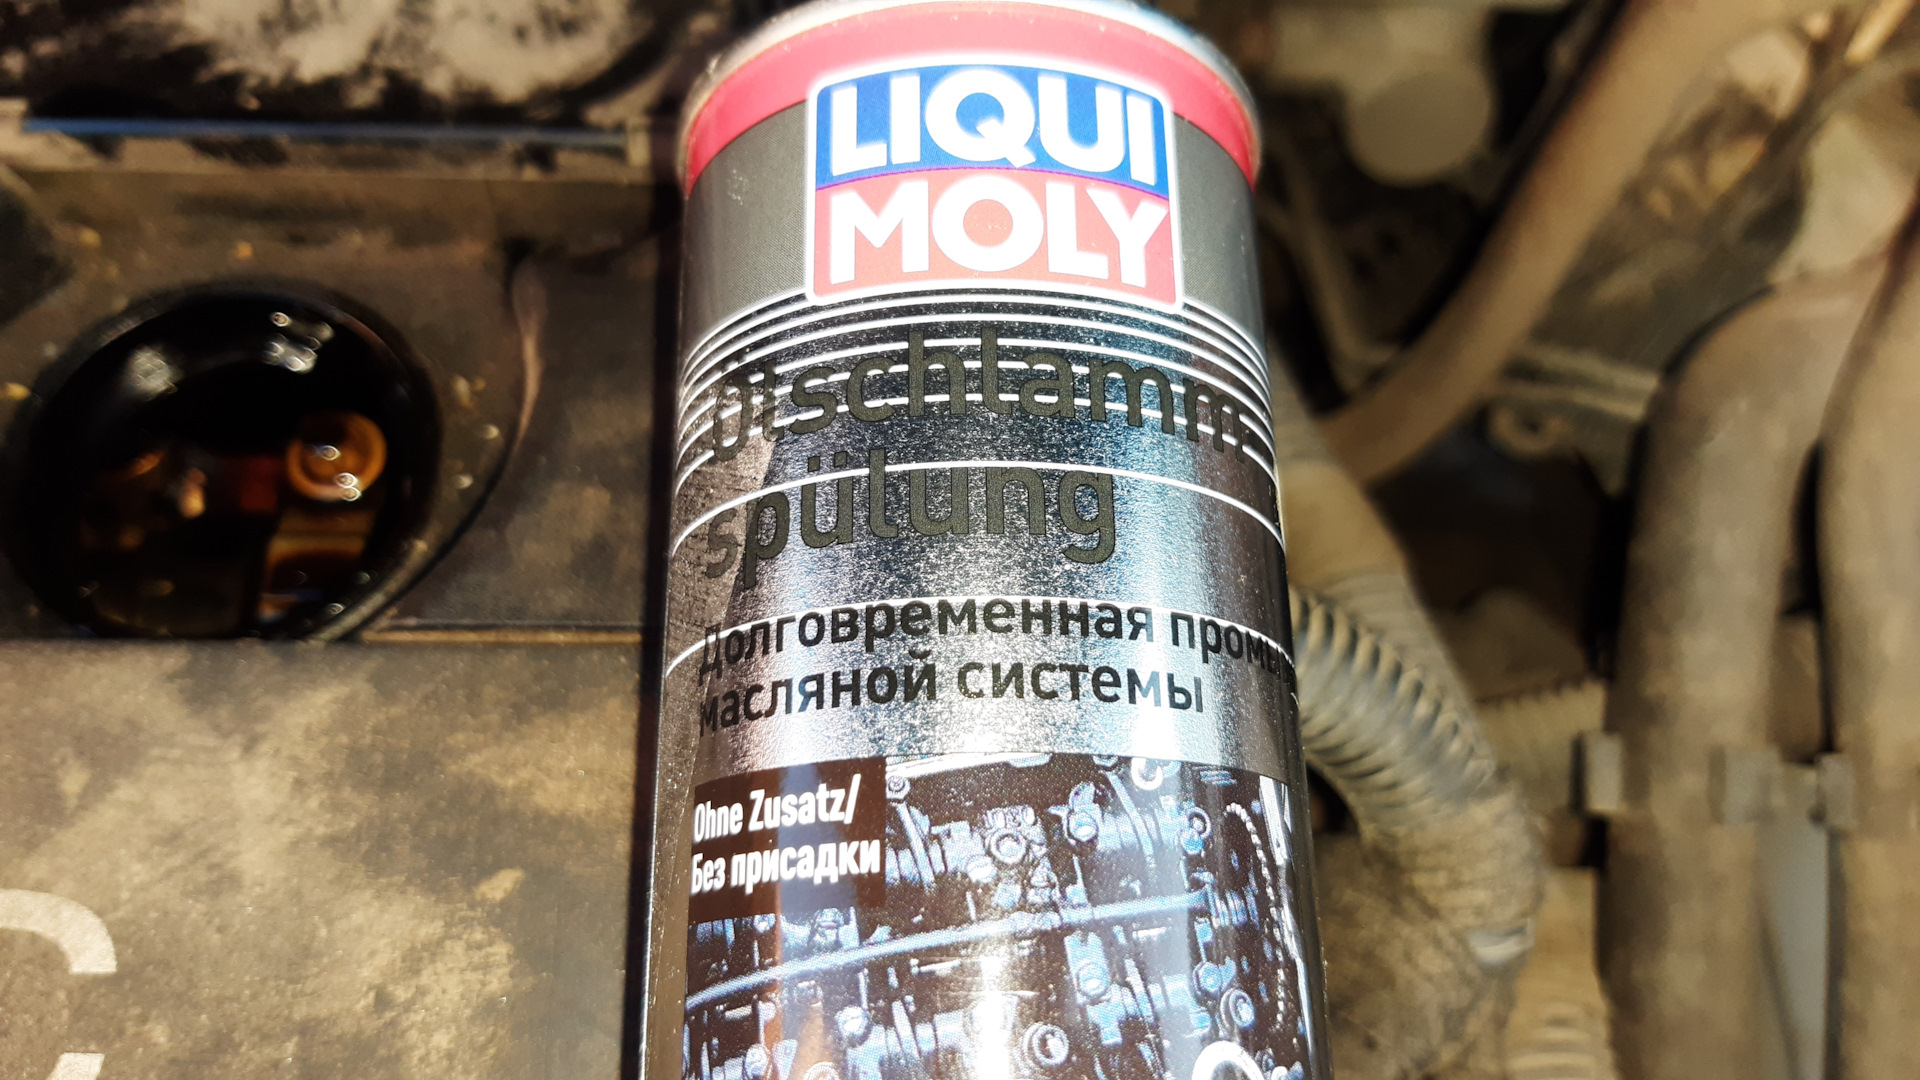 LIQUI
MOLY
Ölschlamm
spülung
Долговременная
масляной системы
Ohne Zusatz/
Без присадки